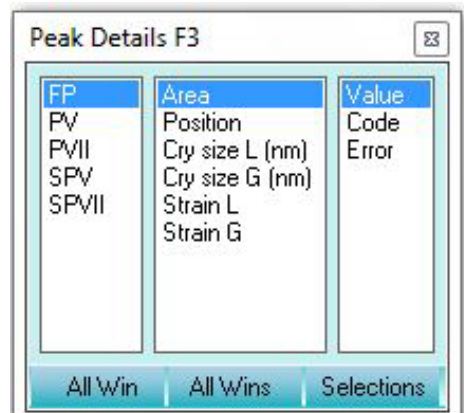 Peak Details F3
FP Area Value
PV Position Code
PVII Cry size L (nm) Error
SPV Cry size G (nm)
SPVII Strain L
Strain G
All Win All Wins Selections